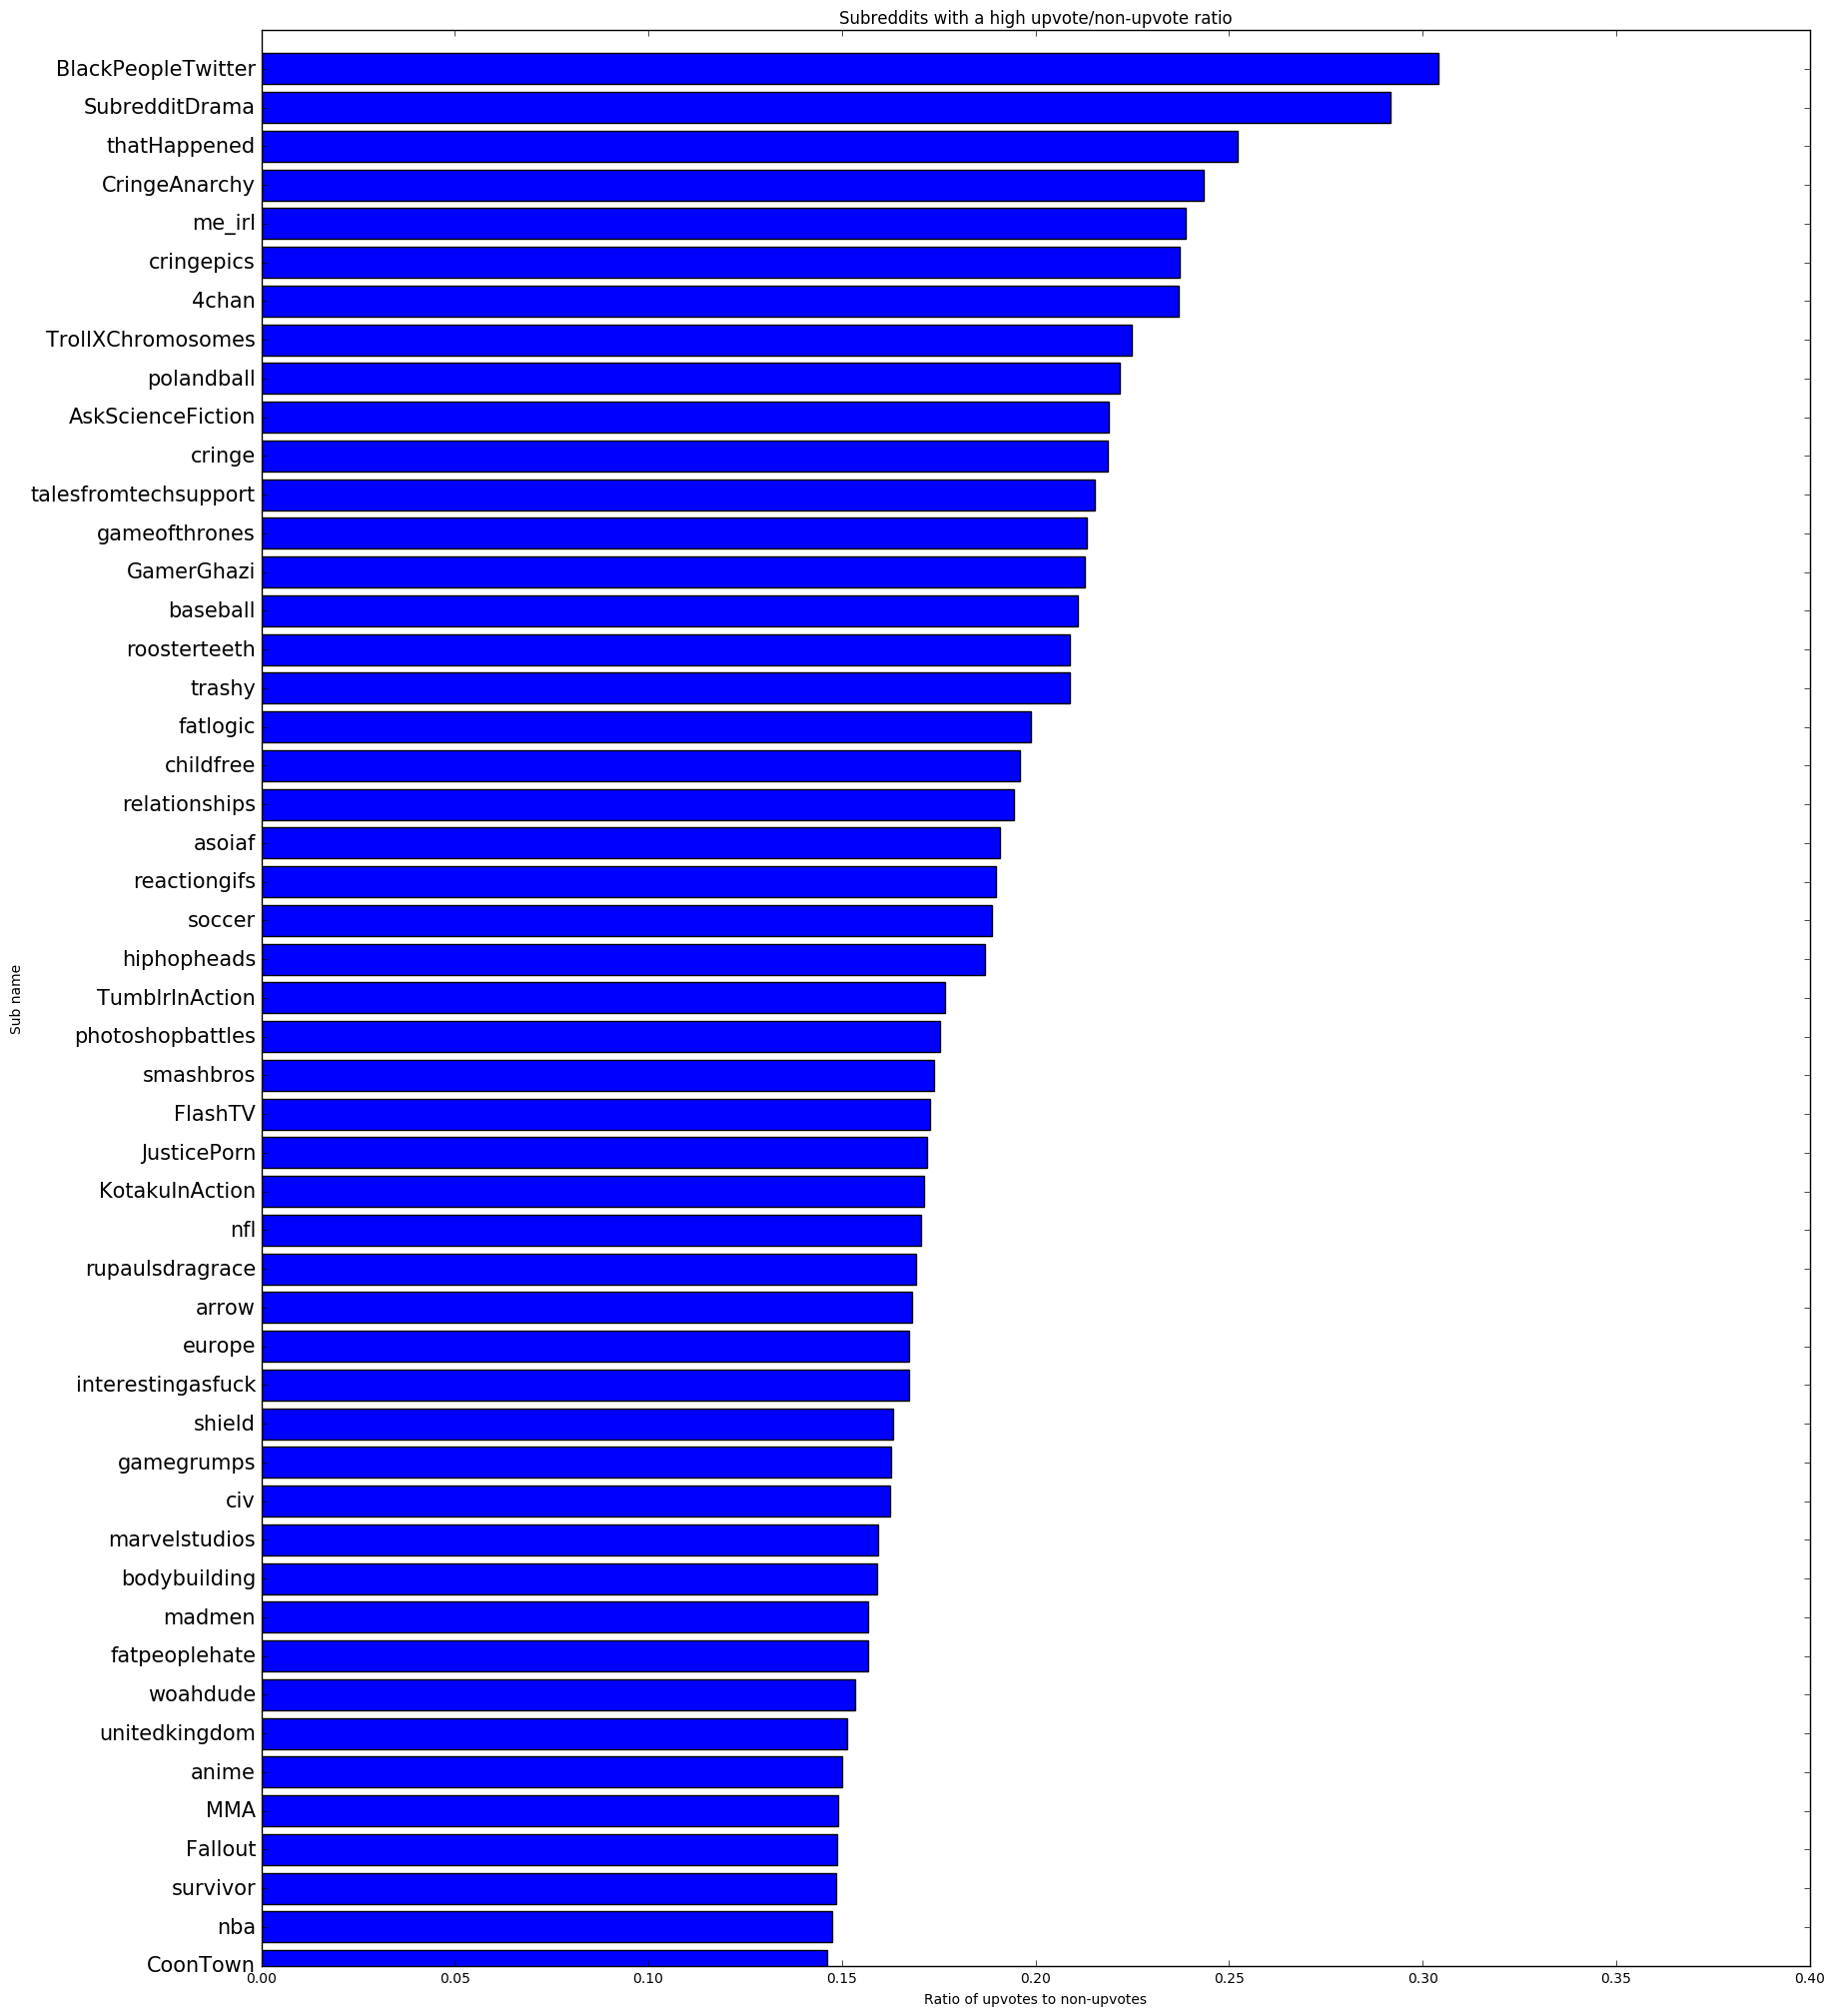 Subreddits with a high upvote/non-upvote ratio
BlackPeopleTwitter
SubredditDrama
thatHappened
CringeAnarchy
me_irl
cringepics
4chan
TrollXChromosomes
polandball
AskScienceFiction
cringe
talesfromtechsupport
gameofthrones
GamerGhazi
baseball
roosterteeth
trashy
fatlogic
childfree
relationships
asoiaf
reactiongifs
soccer
hiphopheads
TumblrInAction
photoshopbattles
smashbros
FlashTV
JusticePorn
KotakuInAction
nfl
rupaulsdragrace
arrow
europe
interestingasfuck
shield
gamegrumps
civ
marvelstudios
bodybuilding
madmen
fatpeoplehate
woahdude
unitedkingdom
anime
MMA
Fallout
survivor
nba
CoonTown
Sub name
0.00 0.05 0.10 0.15 0.20 0.25 0.30 0.35 0.40
Ratio of upvotes to non-upvotes